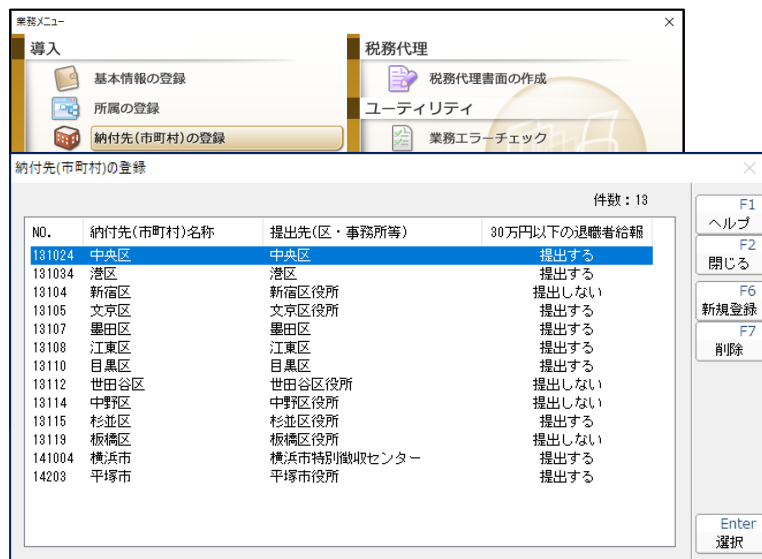 業務メニュー
導入
基本情報の登録
所属の登録
納付先(市町村)の登録
税務代理
税務代理書面の作成
ユーティリティ
業務エラーチェック
納付先(市町村)の登録
件数：13
NO. 納付先(市町村)名称 提出先(区・事務所等) 30万円以下の退職者給報
131024 中央区 中央区 提出する
131034 港区 港区 提出する
13104 新宿区 新宿区役所 提出しない
13105 文京区 文京区役所 提出する
13107 墨田区 墨田区 提出する
13108 江東区 江東区 提出する
13110 目黒区 目黒区 提出する
13112 世田谷区 世田谷区役所 提出しない
13114 中野区 中野区役所 提出しない
13115 杉並区 杉並区役所 提出する
13119 板橋区 板橋区役所 提出しない
141004 横浜市 横浜市特別徴収センター 提出する
14203 平塚市 平塚市役所 提出する
F1
ヘルプ
F2
閉じる
F6
新規登録
F7
削除
Enter
選択